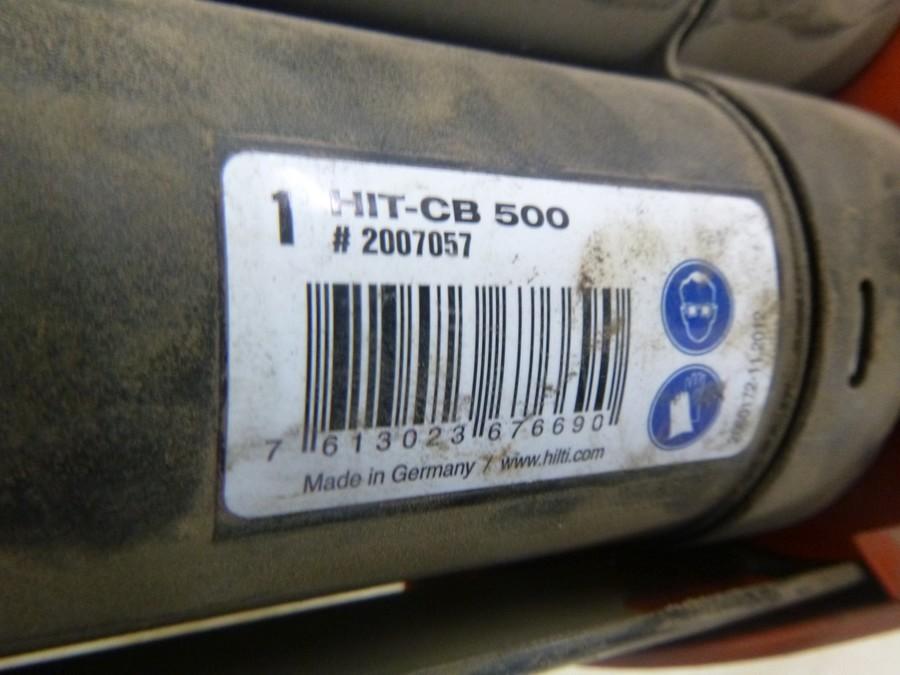 1 HIT-CB 500
# 2007057
7 613023 676690
Made in Germany / www.hilti.com